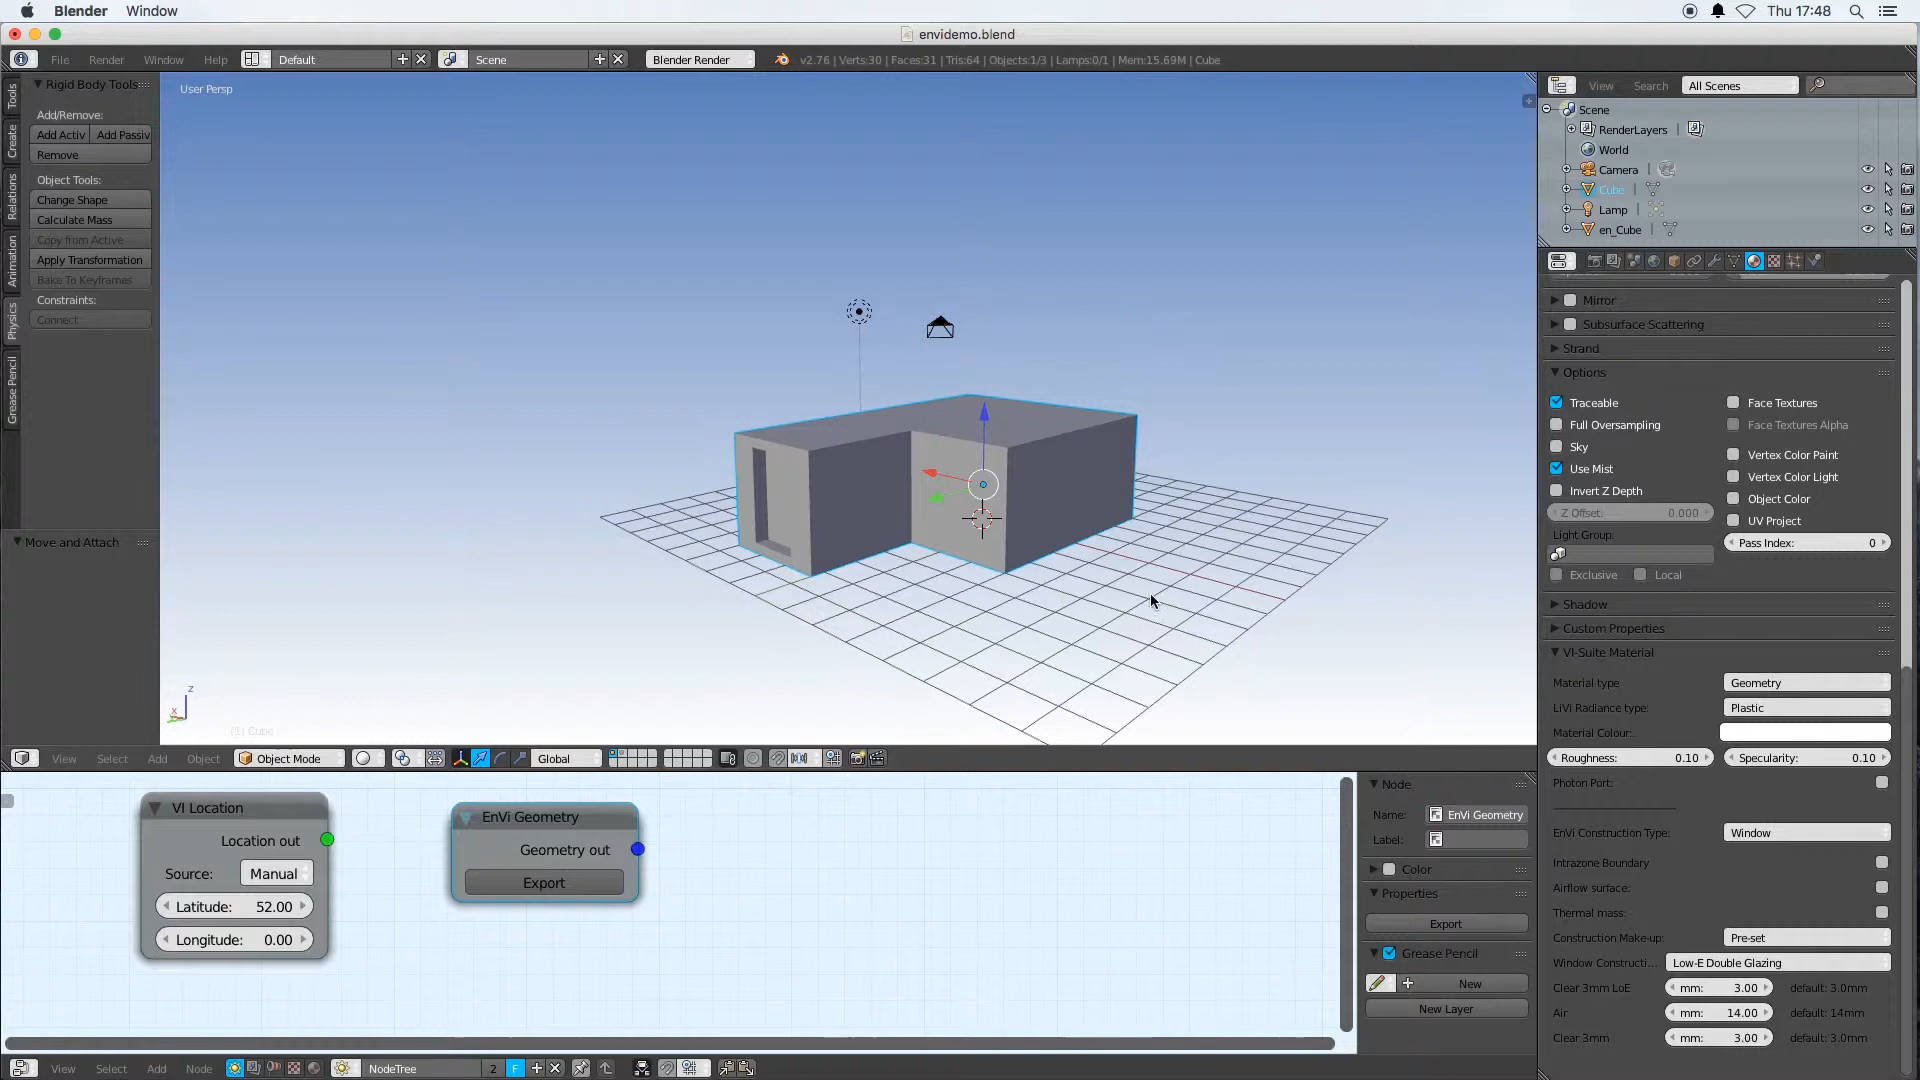 Blender Window Thu 17:48
envidemo.blend
File Render Window Help Default Scene Blender Render v2.76 | Verts:30 | Faces:31 | Tris:64 | Objects:1/3 | Lamps:0/1 | Mem:15.69M | Cube
Rigid Body Tools
Add/Remove:
Add Activ Add Passiv
Remove
Object Tools:
Change Shape
Calculate Mass
Copy from Active
Apply Transformation
Bake To Keyframes
Constraints:
Connect
Move and Attach
Tools
Create
Relations
Animation
Physics
Grease Pencil
User Persp
z
x
(1) Cube
View Select Add Object Object Mode Global
View Search All Scenes
Scene
RenderLayers |
World
Camera |
Cube |
Lamp |
en_Cube |
Mirror
Subsurface Scattering
Strand
Options
Traceable Face Textures
Full Oversampling Face Textures Alpha
Sky Vertex Color Paint
Use Mist Vertex Color Light
Invert Z Depth Object Color
Z Offset: 0.000 UV Project
Light Group: Pass Index: 0
Exclusive Local
Shadow
Custom Properties
VI-Suite Material
Material type Geometry
LiVi Radiance type: Plastic
Material Colour:
Roughness: 0.10 Specularity: 0.10
Photon Port:
EnVi Construction Type: Window
Intrazone Boundary
Airflow surface:
Thermal mass:
Construction Make-up: Pre-set
Window Constructi... Low-E Double Glazing
Clear 3mm LoE mm: 3.00 default: 3.0mm
Air mm: 14.00 default: 14mm
Clear 3mm mm: 3.00 default: 3.0mm
VI Location
Location out
Source: Manual
Latitude: 52.00
Longitude: 0.00
EnVi Geometry
Geometry out
Export
Node
Name: EnVi Geometry
Label:
Color
Properties
Export
Grease Pencil
New
New Layer
View Select Add Node NodeTree 2 F